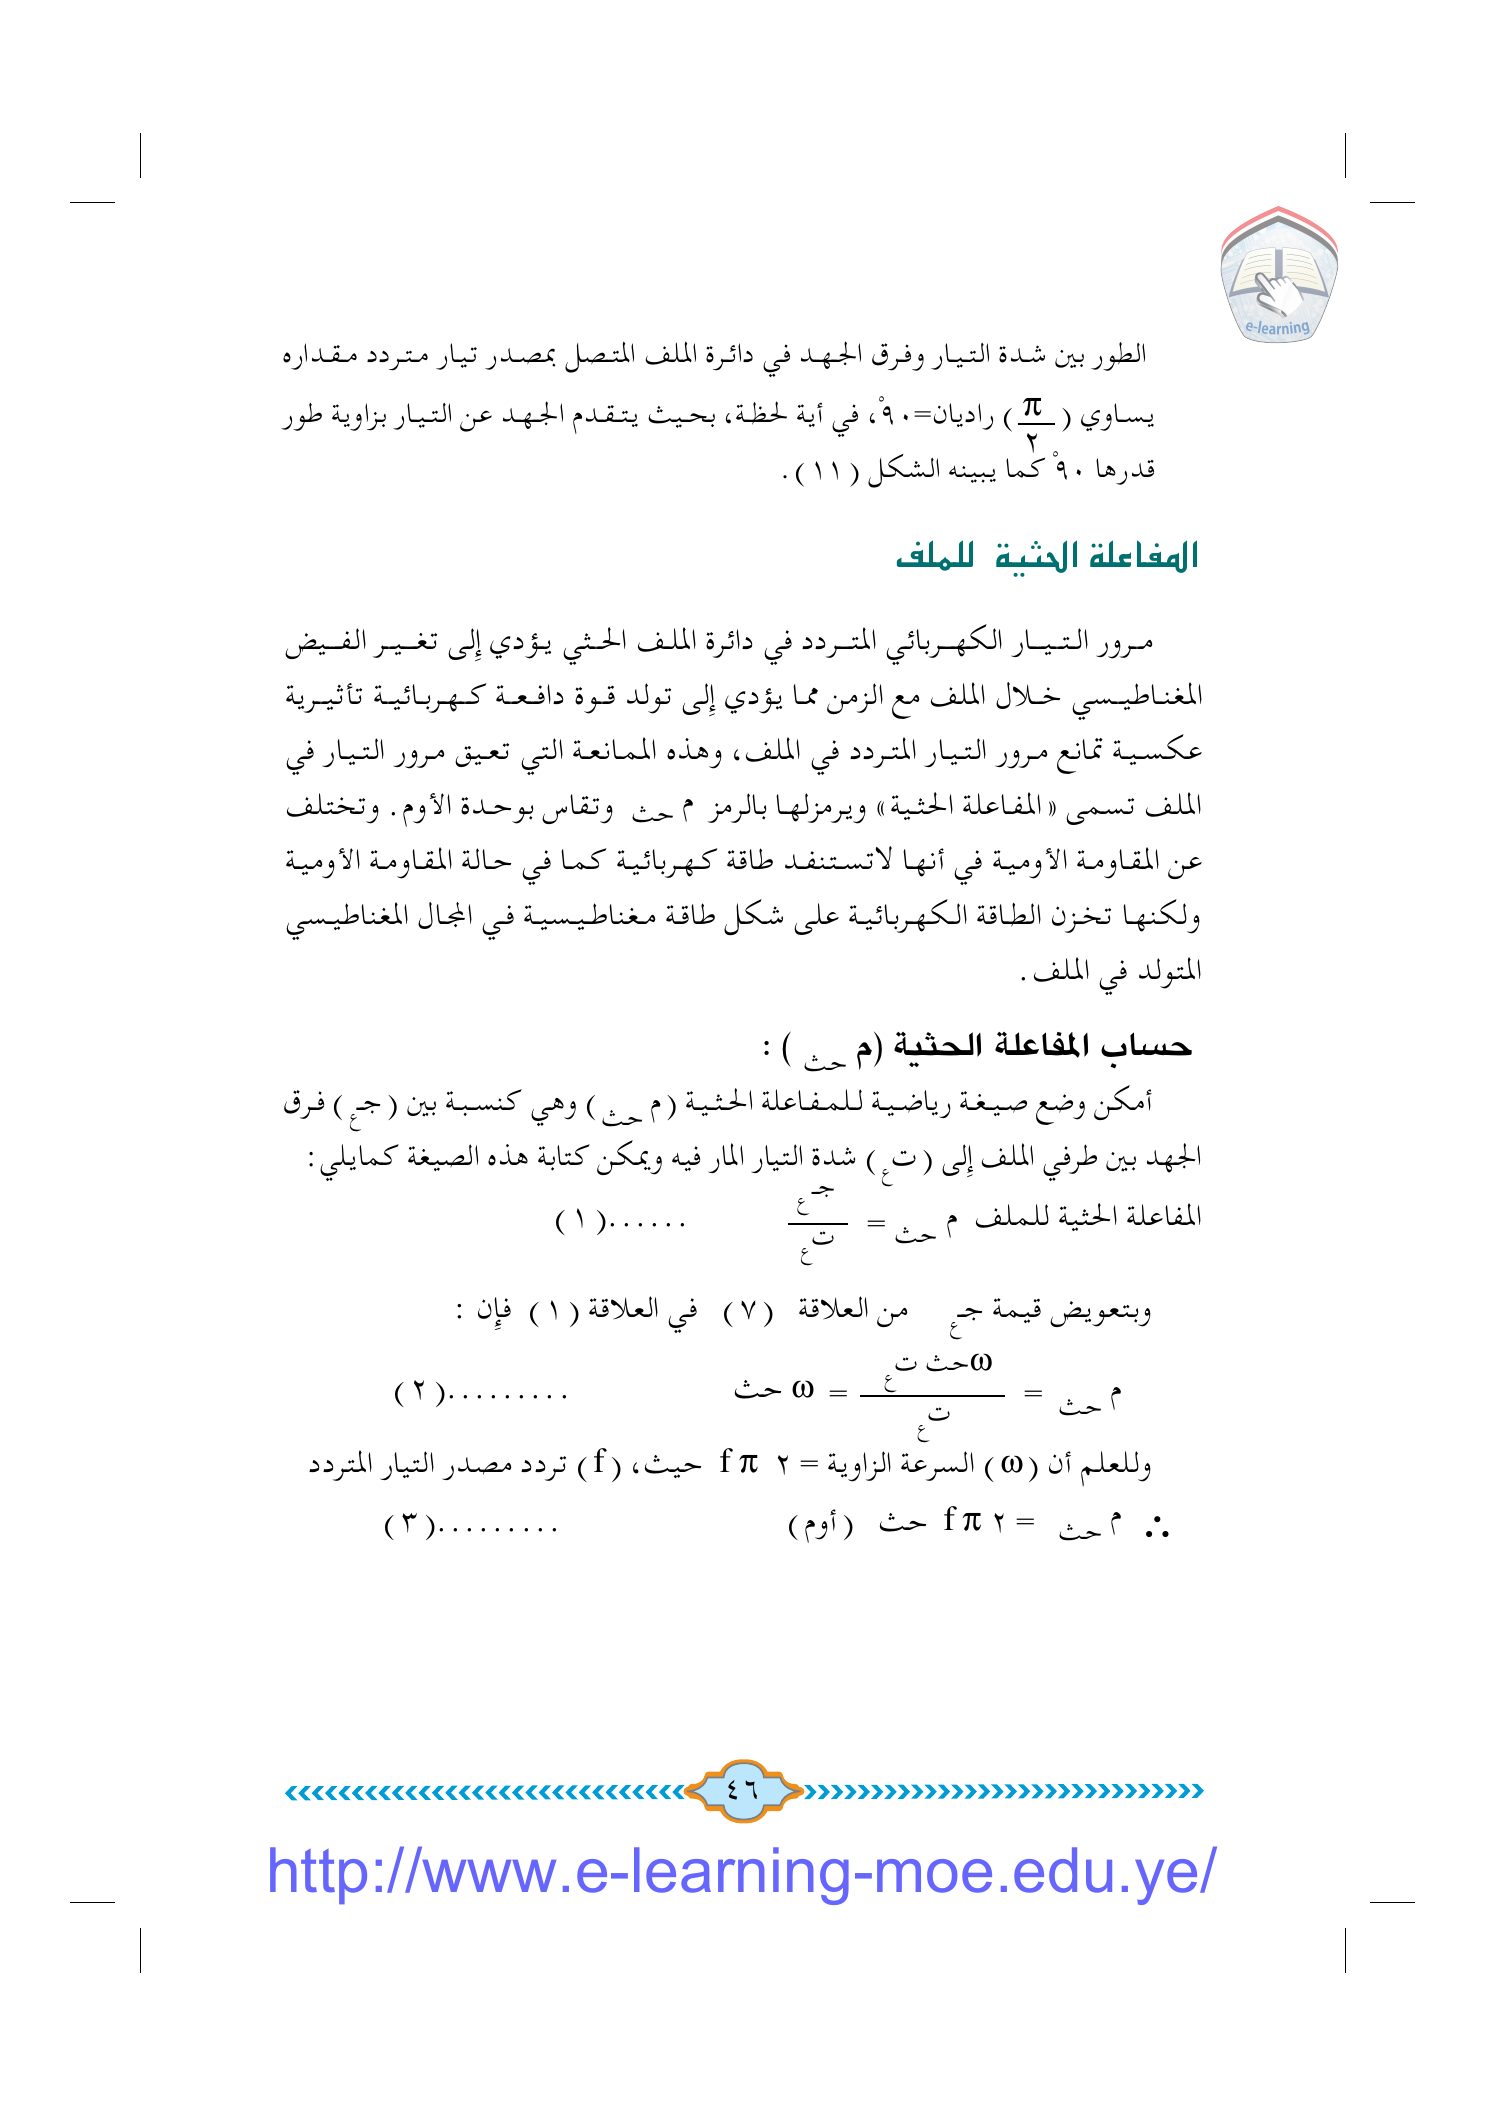 e-learning
الطور بين شدة التيار وفرق الجهد في دائرة الملف المتصل بمصدر تيار متردد مقداره
يساوي ( π/٢ ) راديان=٩٠°، في أية لحظة، بحيث يتقدم الجهد عن التيار بزاوية طور
قدرها ٩٠° كما يبينه الشكل (١١).
المفاعلة الحثية للملف
مرور التيار الكهربائي المتردد في دائرة الملف الحثي يؤدي إلى تغيير الفيض
المغناطيسي خلال الملف مع الزمن مما يؤدي إلى تولد قوة دافعة كهربائية تأثيرية
عكسية تمانع مرور التيار المتردد في الملف، وهذه الممانعة التي تعيق مرور التيار في
الملف تسمى «المفاعلة الحثية» ويرمزلها بالرمز م حث وتقاس بوحدة الأوم. وتختلف
عن المقاومة الأومية في أنها لاتستنفد طاقة كهربائية كما في حالة المقاومة الأومية
ولكنها تخزن الطاقة الكهربائية على شكل طاقة مغناطيسية في المجال المغناطيسي
المتولد في الملف.
حساب المفاعلة الحثية (م حث ) :
أمكن وضع صيغة رياضية للمفاعلة الحثية (م حث) وهي كنسبة بين (جـع) فرق
الجهد بين طرفي الملف إلى (تع) شدة التيار المار فيه ويمكن كتابة هذه الصيغة كمايلي:
المفاعلة الحثية للملف م حث = جـع / تع ......(١)
وبتعويض قيمة جـع من العلاقة (٧) في العلاقة (١) فإن :
م حث = ω حث تع / تع = ω حث .........(٢)
وللعلم أن (ω) السرعة الزاوية = ٢ π f حيث، (f) تردد مصدر التيار المتردد
∴ م حث = ٢ π f حث (أوم) .........(٣)
٤٦
http://www.e-learning-moe.edu.ye/